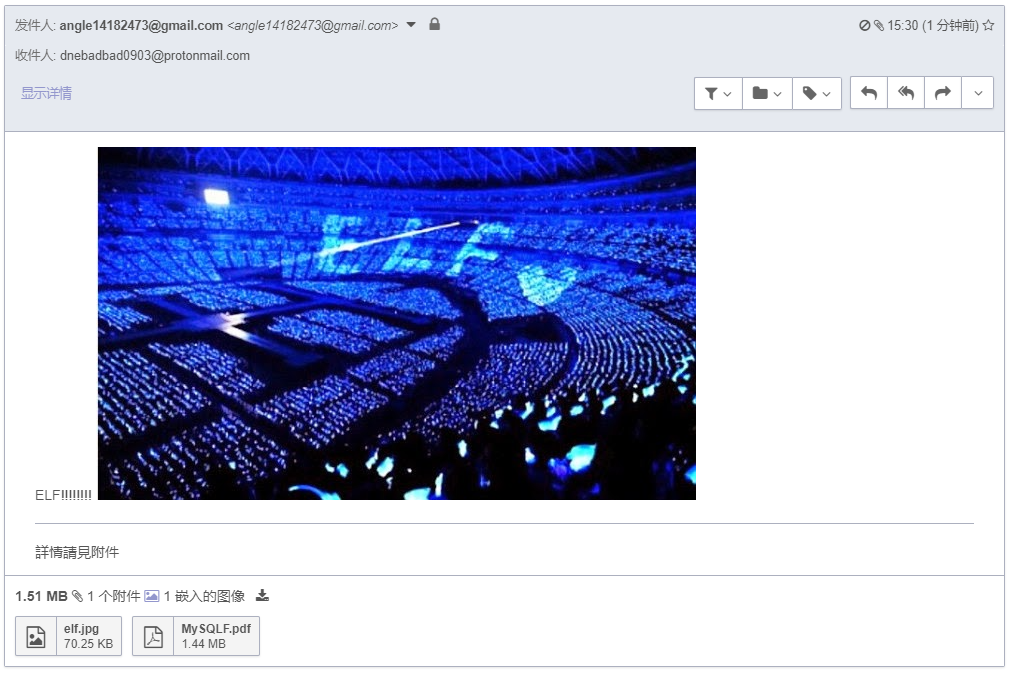 发件人: angle14182473@gmail.com <angle14182473@gmail.com>
15:30 (1 分钟前)
收件人: dnebadbad0903@protonmail.com
显示详情
ELF
ELF!!!!!!!!
詳情請見附件
1.51 MB 1 个附件 1 嵌入的图像
elf.jpg
70.25 KB
MySQLF.pdf
1.44 MB